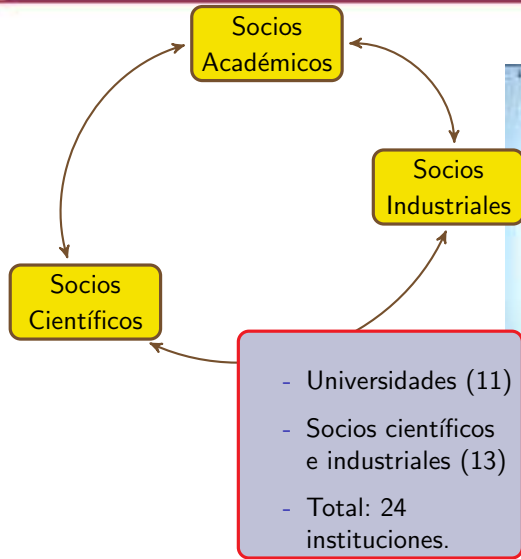 Socios
Académicos
Socios
Industriales
Socios
Científicos
- Universidades (11)
- Socios científicos
e industriales (13)
- Total: 24
instituciones.